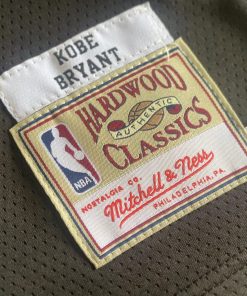 KOBE
BRYANT
HARDWOOD
AUTHENTIC
CLASSICS
NBA
NOSTALGIA CO.
Mitchell & Ness
PHILADELPHIA, PA.